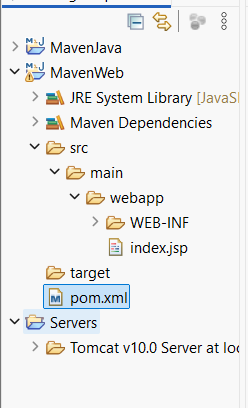 MavenJava
MavenWeb
JRE System Library [JavaS
Maven Dependencies
src
main
webapp
WEB-INF
index.jsp
target
pom.xml
Servers
Tomcat v10.0 Server at loc